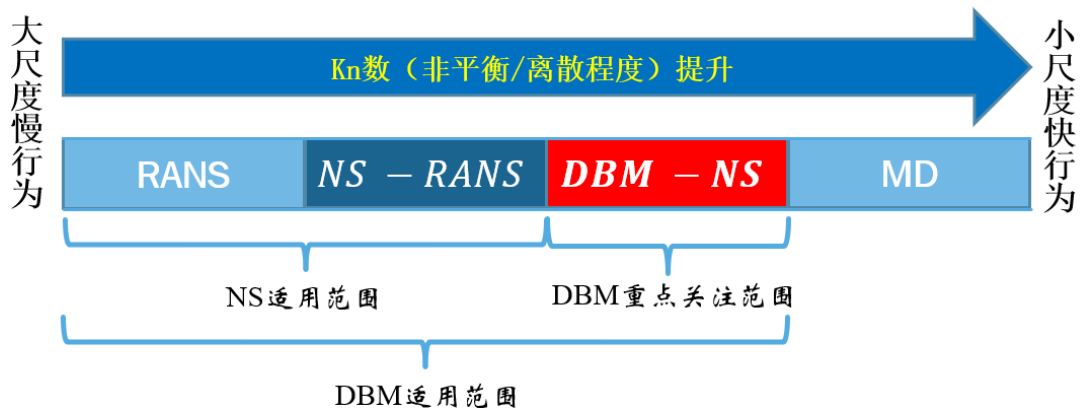 大尺度慢行为
Kn数（非平衡/离散程度）提升
小尺度快行为
RANS
NS − RANS
DBM − NS
MD
NS适用范围
DBM重点关注范围
DBM适用范围